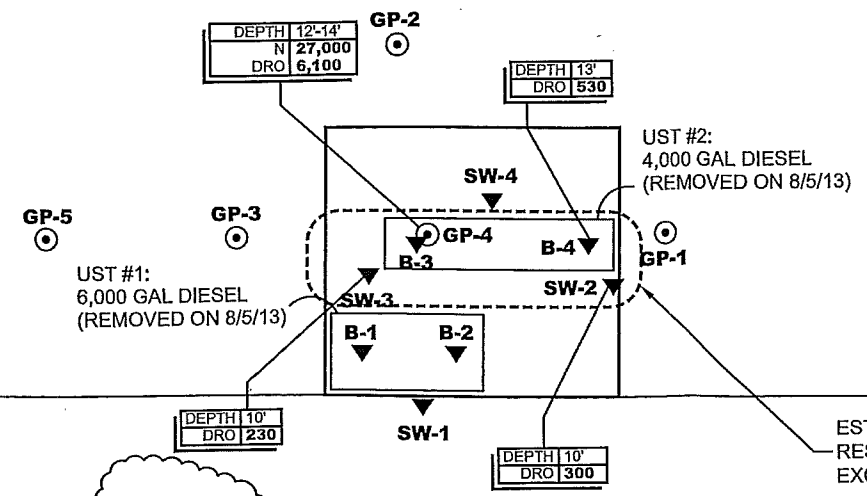 GP-2
DEPTH 12'-14'
N 27,000
DRO 6,100
DEPTH 13'
DRO 530
UST #2:
4,000 GAL DIESEL
(REMOVED ON 8/5/13)
SW-4
GP-5
GP-3
GP-4
B-3
B-4
GP-1
UST #1:
6,000 GAL DIESEL
(REMOVED ON 8/5/13)
SW-3
SW-2
B-1
B-2
DEPTH 10'
DRO 230
SW-1
DEPTH 10'
DRO 300
EST
RES
EXC